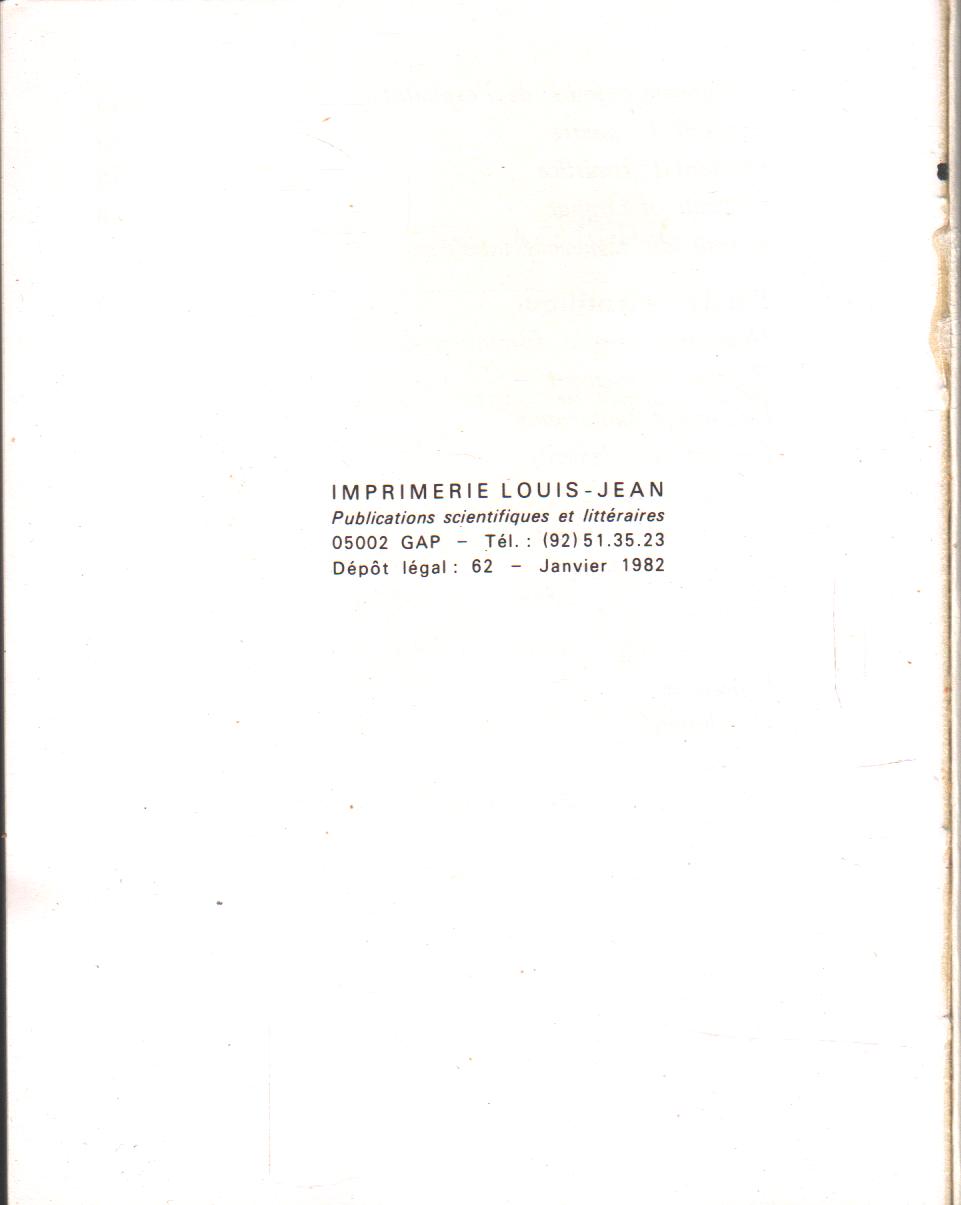 IMPRIMERIE LOUIS-JEAN
Publications scientifiques et littéraires
05002 GAP – Tél. : (92) 51.35.23
Dépôt légal : 62 – Janvier 1982